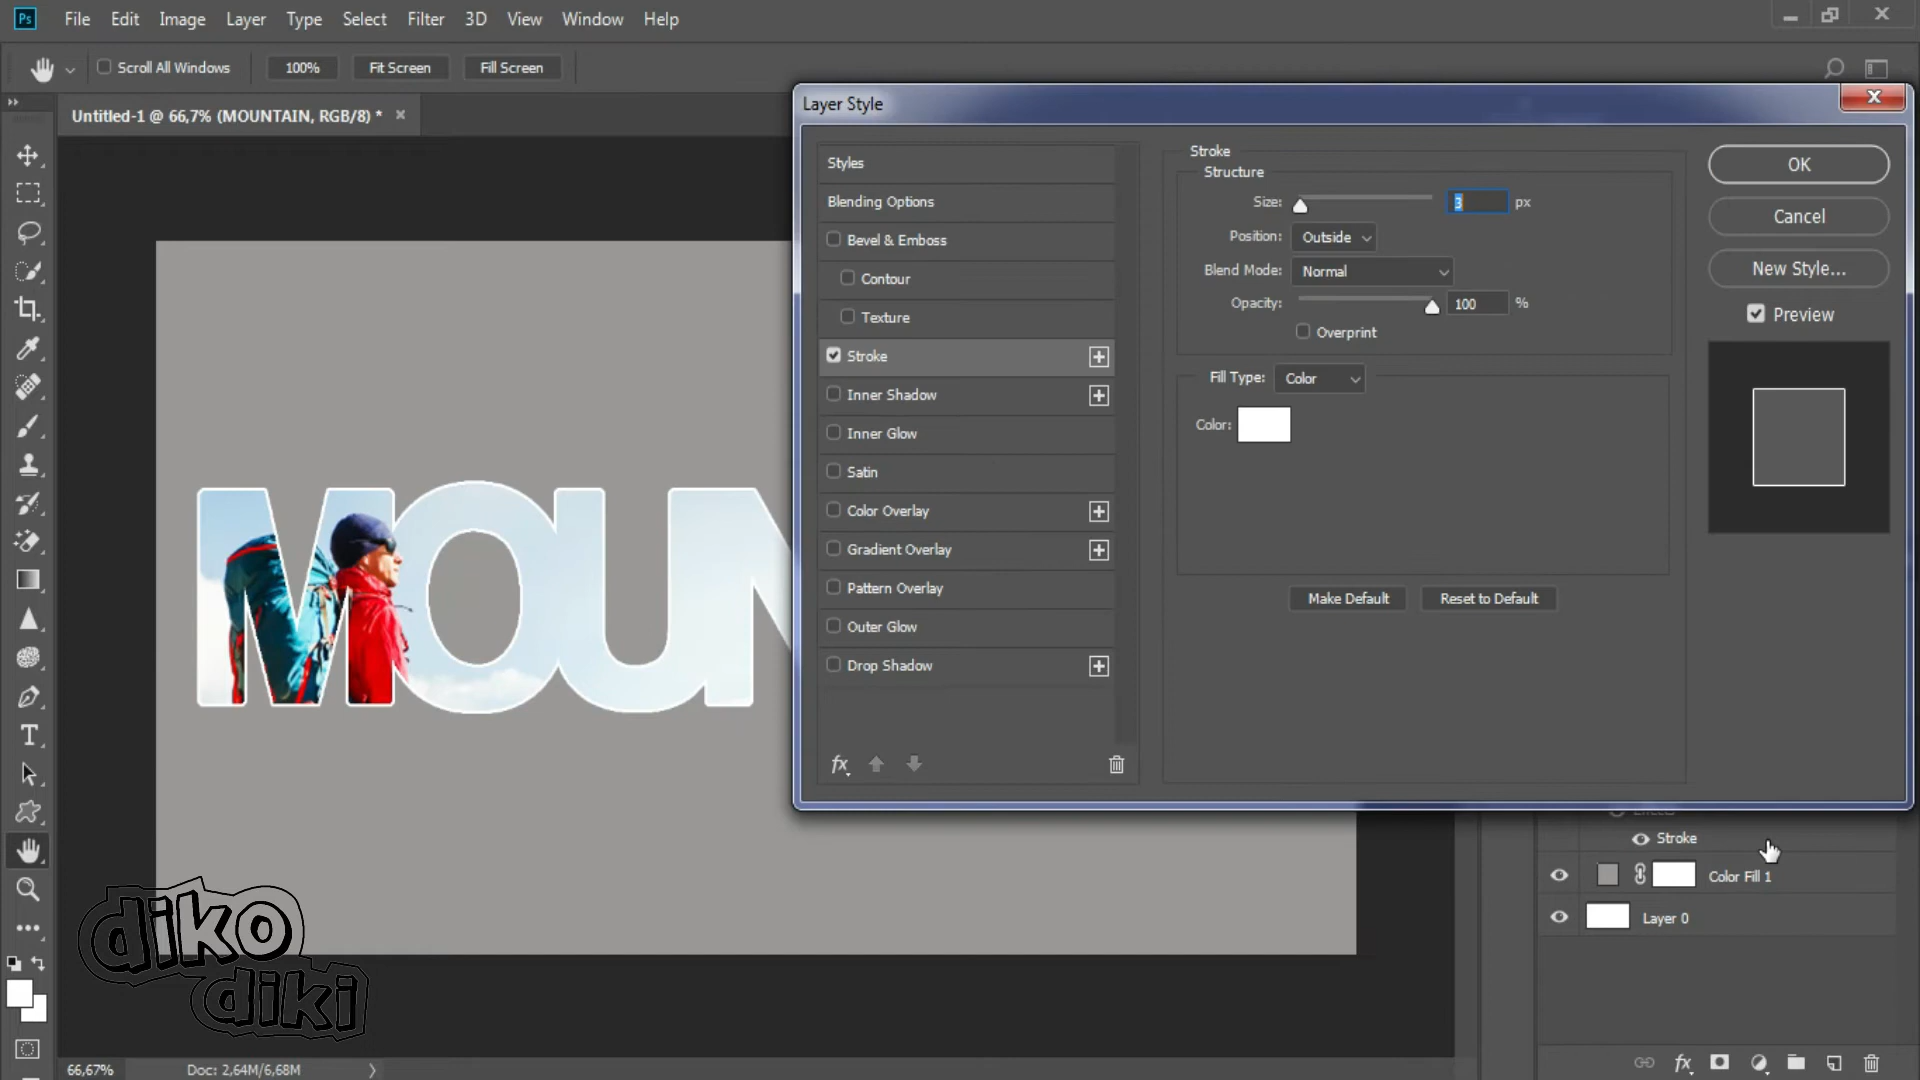 Ps File Edit Image Layer Type Select Filter 3D View Window Help
Scroll All Windows 100% Fit Screen Fill Screen
Untitled-1 @ 66,7% (MOUNTAIN, RGB/8) *
Layer Style
Styles
Blending Options
Bevel & Emboss
Contour
Texture
Stroke
Inner Shadow
Inner Glow
Satin
Color Overlay
Gradient Overlay
Pattern Overlay
Outer Glow
Drop Shadow
fx
Stroke
Structure
Size: 3 px
Position: Outside
Blend Mode: Normal
Opacity: 100 %
Overprint
Fill Type: Color
Color:
Make Default Reset to Default
OK
Cancel
New Style...
Preview
MOUN
Effects
Stroke
Color Fill 1
Layer 0
fx
diko
diki
66,67% Doc: 2,64M/6,68M